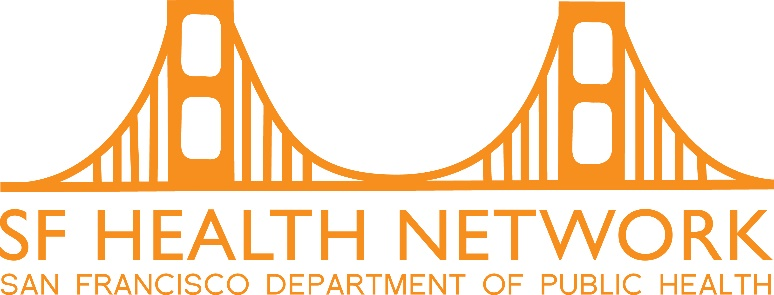 SF HEALTH NETWORK
SAN FRANCISCO DEPARTMENT OF PUBLIC HEALTH